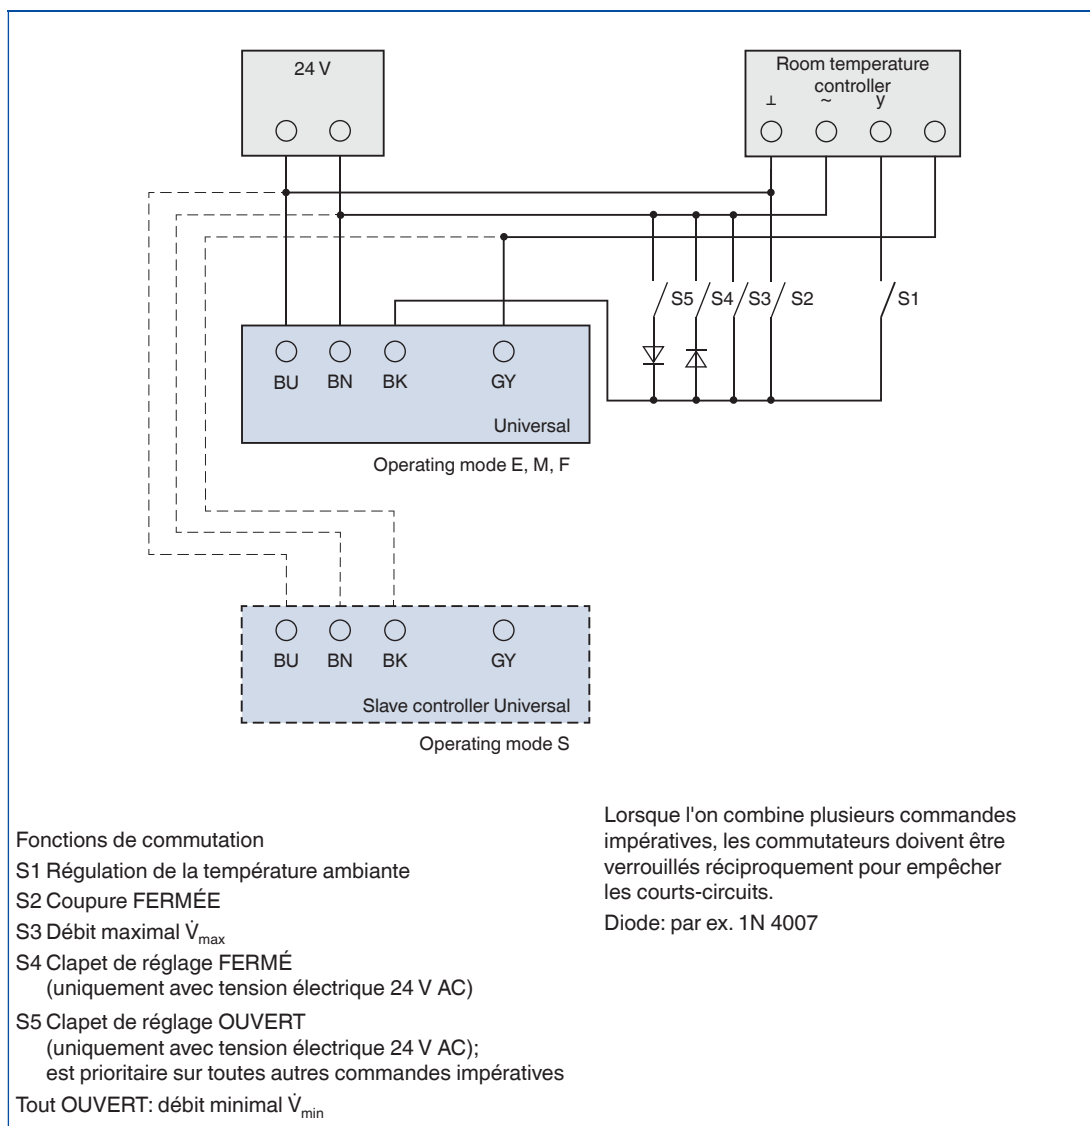 24 V
Room temperature
controller
⊥ ~ y
S5 S4 S3 S2 S1
BU BN BK GY
Universal
Operating mode E, M, F
BU BN BK GY
Slave controller Universal
Operating mode S
Fonctions de commutation
S1 Régulation de la température ambiante
S2 Coupure FERMÉE
S3 Débit maximal V̇max
S4 Clapet de réglage FERMÉ
(uniquement avec tension électrique 24 V AC)
S5 Clapet de réglage OUVERT
(uniquement avec tension électrique 24 V AC);
est prioritaire sur toutes autres commandes impératives
Tout OUVERT: débit minimal V̇min
Lorsque l'on combine plusieurs commandes
impératives, les commutateurs doivent être
verrouillés réciproquement pour empêcher
les courts-circuits.
Diode: par ex. 1N 4007